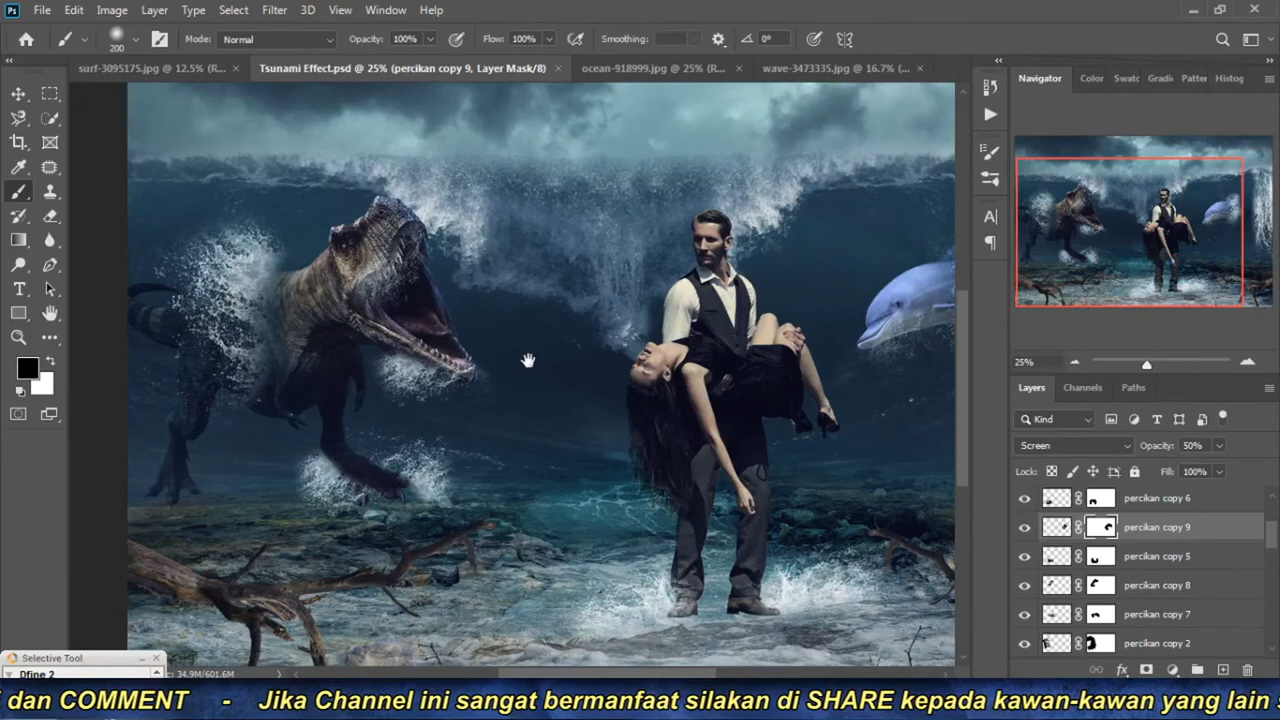 Ps File Edit Image Layer Type Select Filter 3D View Window Help
200 Mode: Normal Opacity: 100% Flow: 100% Smoothing: 0°
surf-3095175.jpg @ 12.5% (R... × Tsunami Effect.psd @ 25% (percikan copy 9, Layer Mask/8) × ocean-918999.jpg @ 25% (R... × wave-3473335.jpg @ 16.7% (... ×
Navigator Color Swatc Gradi Patter Histog
25%
Layers Channels Paths
Kind
Screen Opacity: 50%
Lock: Fill: 100%
percikan copy 6
percikan copy 9
percikan copy 5
percikan copy 8
percikan copy 7
percikan copy 2
Selective Tool
Dfine 2
: 34.9M/601.6M
dan COMMENT - Jika Channel ini sangat bermanfaat silakan di SHARE kepada kawan-kawan yang lain